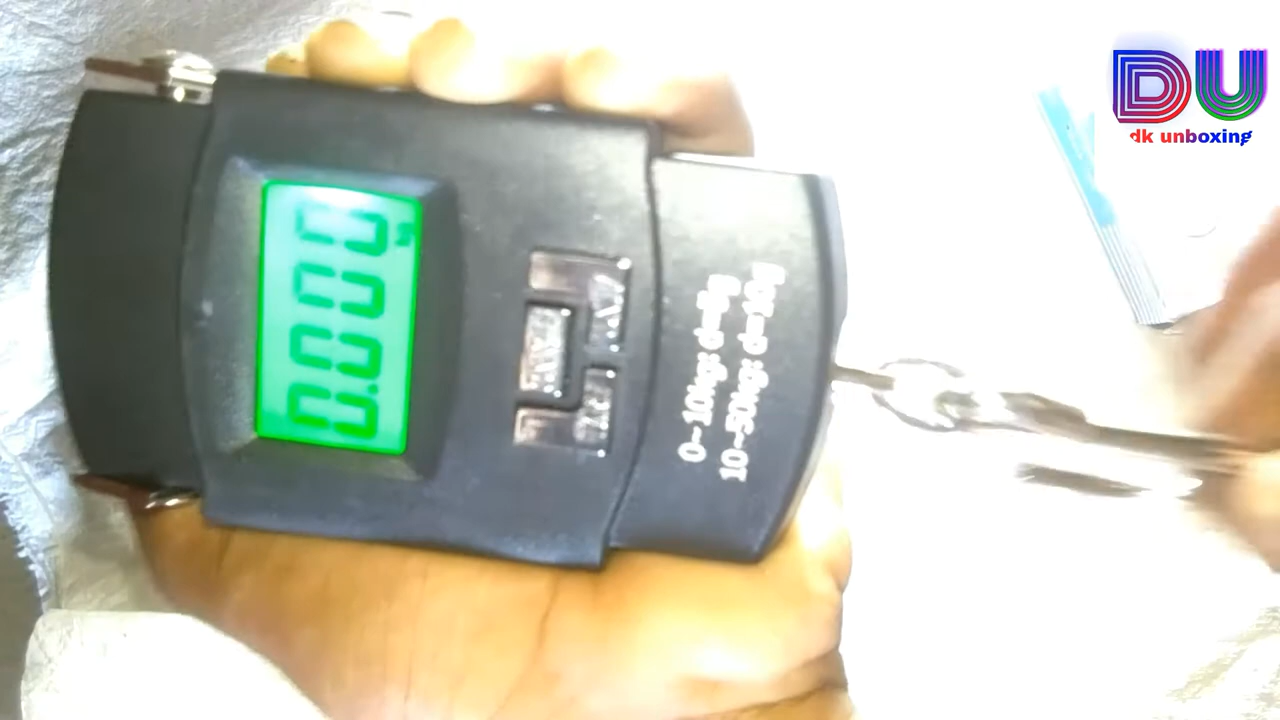 DU
dk unboxing
0.000
0~10kg: d=5g
10~50kg: d=10g